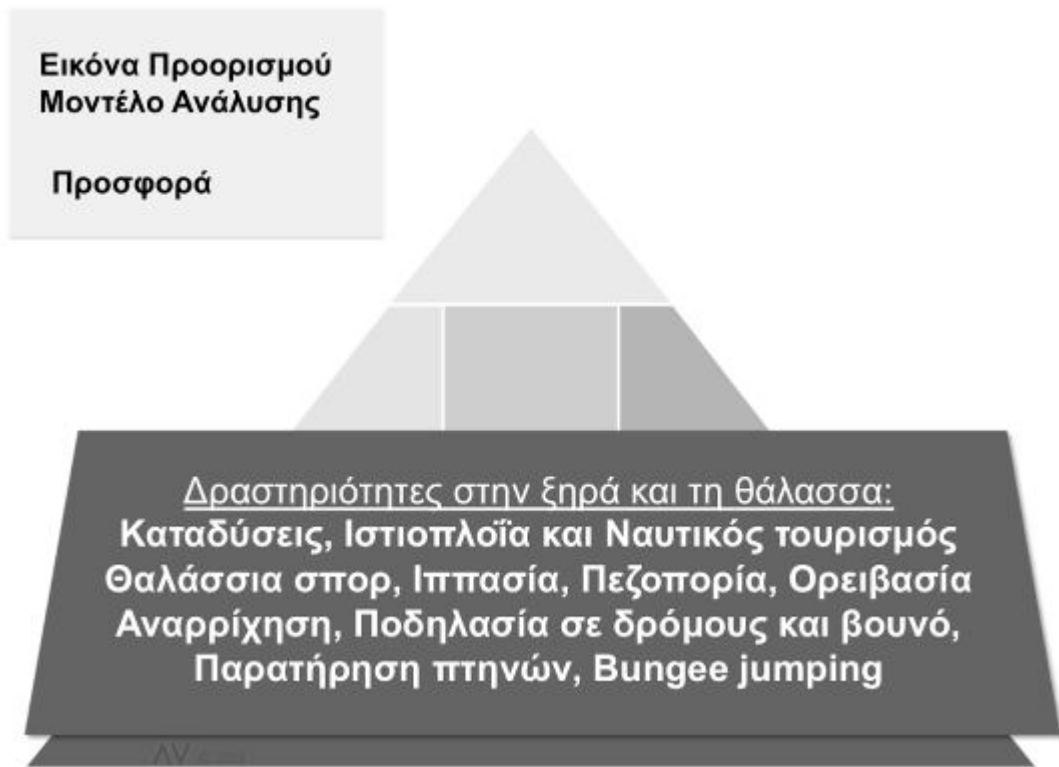 Εικόνα Προορισμού
Μοντέλο Ανάλυσης
Προσφορά
Δραστηριότητες στην ξηρά και τη θάλασσα:
Καταδύσεις, Ιστιοπλοΐα και Ναυτικός τουρισμός
Θαλάσσια σπορ, Ιππασία, Πεζοπορία, Ορειβασία
Αναρρίχηση, Ποδηλασία σε δρόμους και βουνό,
Παρατήρηση πτηνών, Bungee jumping